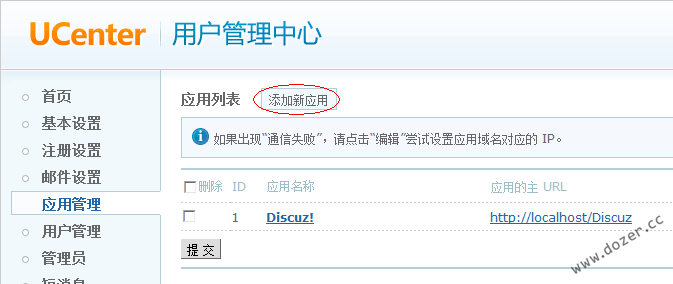 UCenter 用户管理中心
首页
基本设置
注册设置
邮件设置
应用管理
用户管理
管理员
短消息
应用列表 添加新应用
如果出现"通信失败"，请点击"编辑"尝试设置应用域名对应的 IP。
删除 ID 应用名称 应用的主 URL
1 Discuz! http://localhost/Discuz
提 交
www.dozer.cc